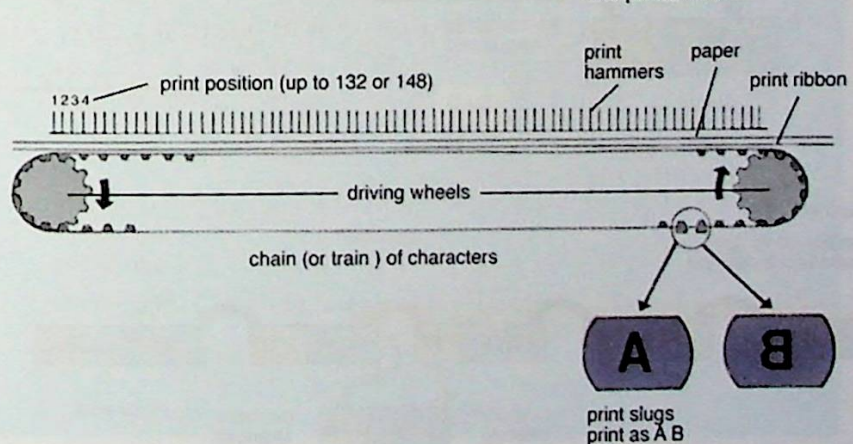 print hammers
paper
print ribbon
print position (up to 132 or 148)
1234
driving wheels
chain (or train ) of characters
A B
print slugs
print as A B